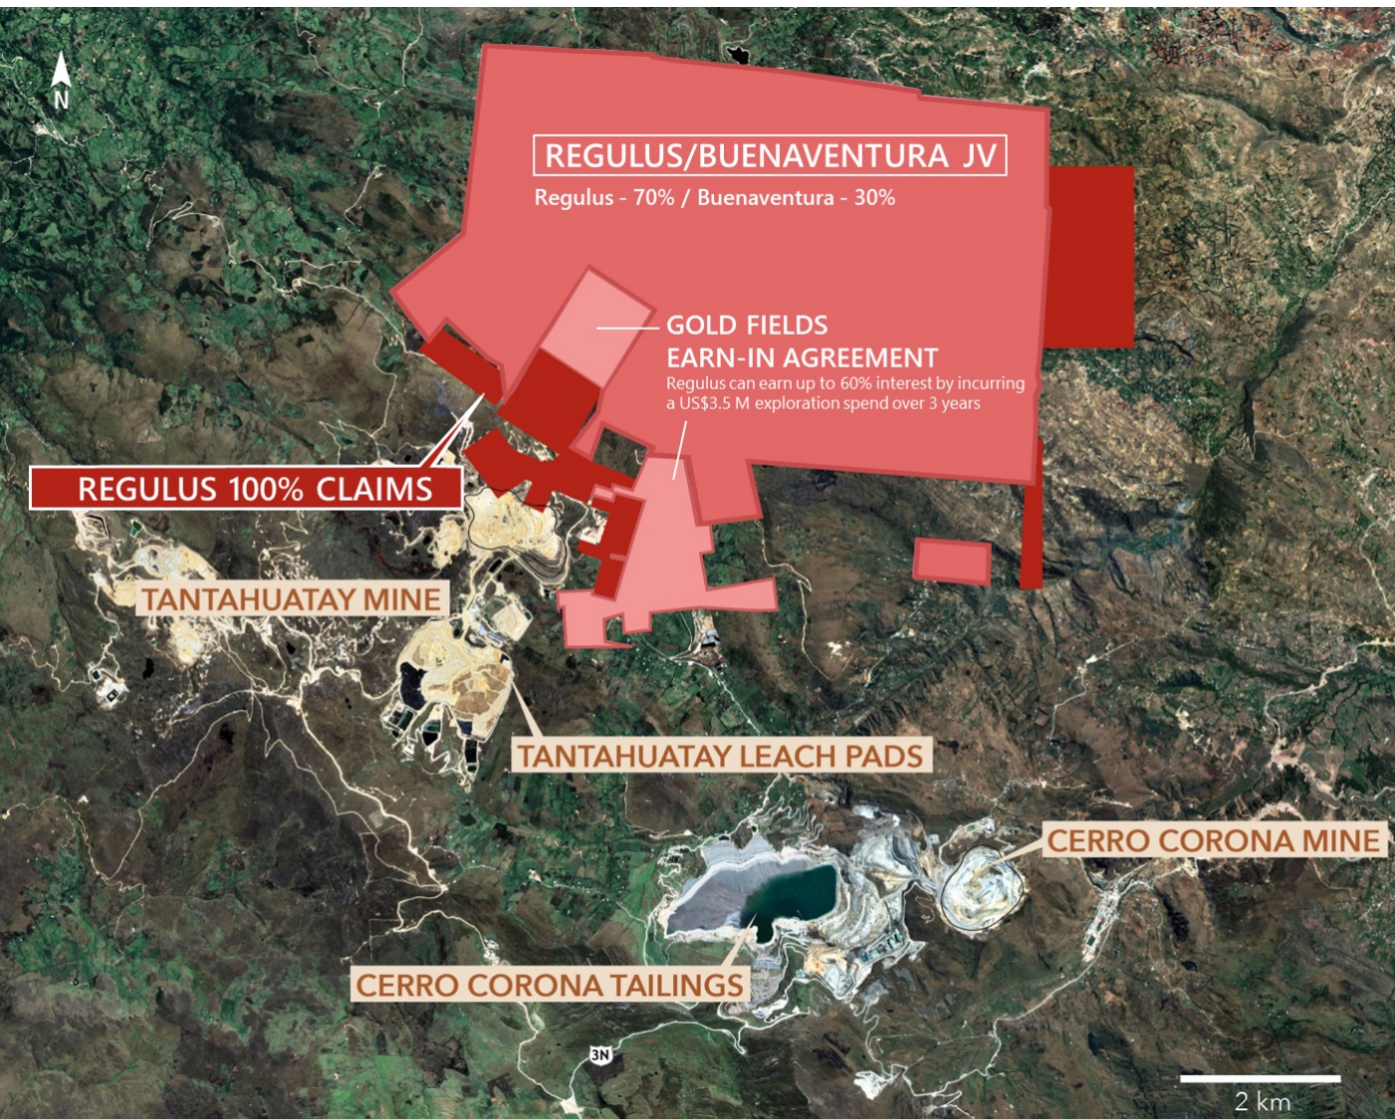 N
REGULUS/BUENAVENTURA JV
Regulus - 70% / Buenaventura - 30%
GOLD FIELDS
EARN-IN AGREEMENT
Regulus can earn up to 60% interest by incurring
a US$3.5 M exploration spend over 3 years
REGULUS 100% CLAIMS
TANTAHUATAY MINE
TANTAHUATAY LEACH PADS
CERRO CORONA MINE
CERRO CORONA TAILINGS
3N
2 km